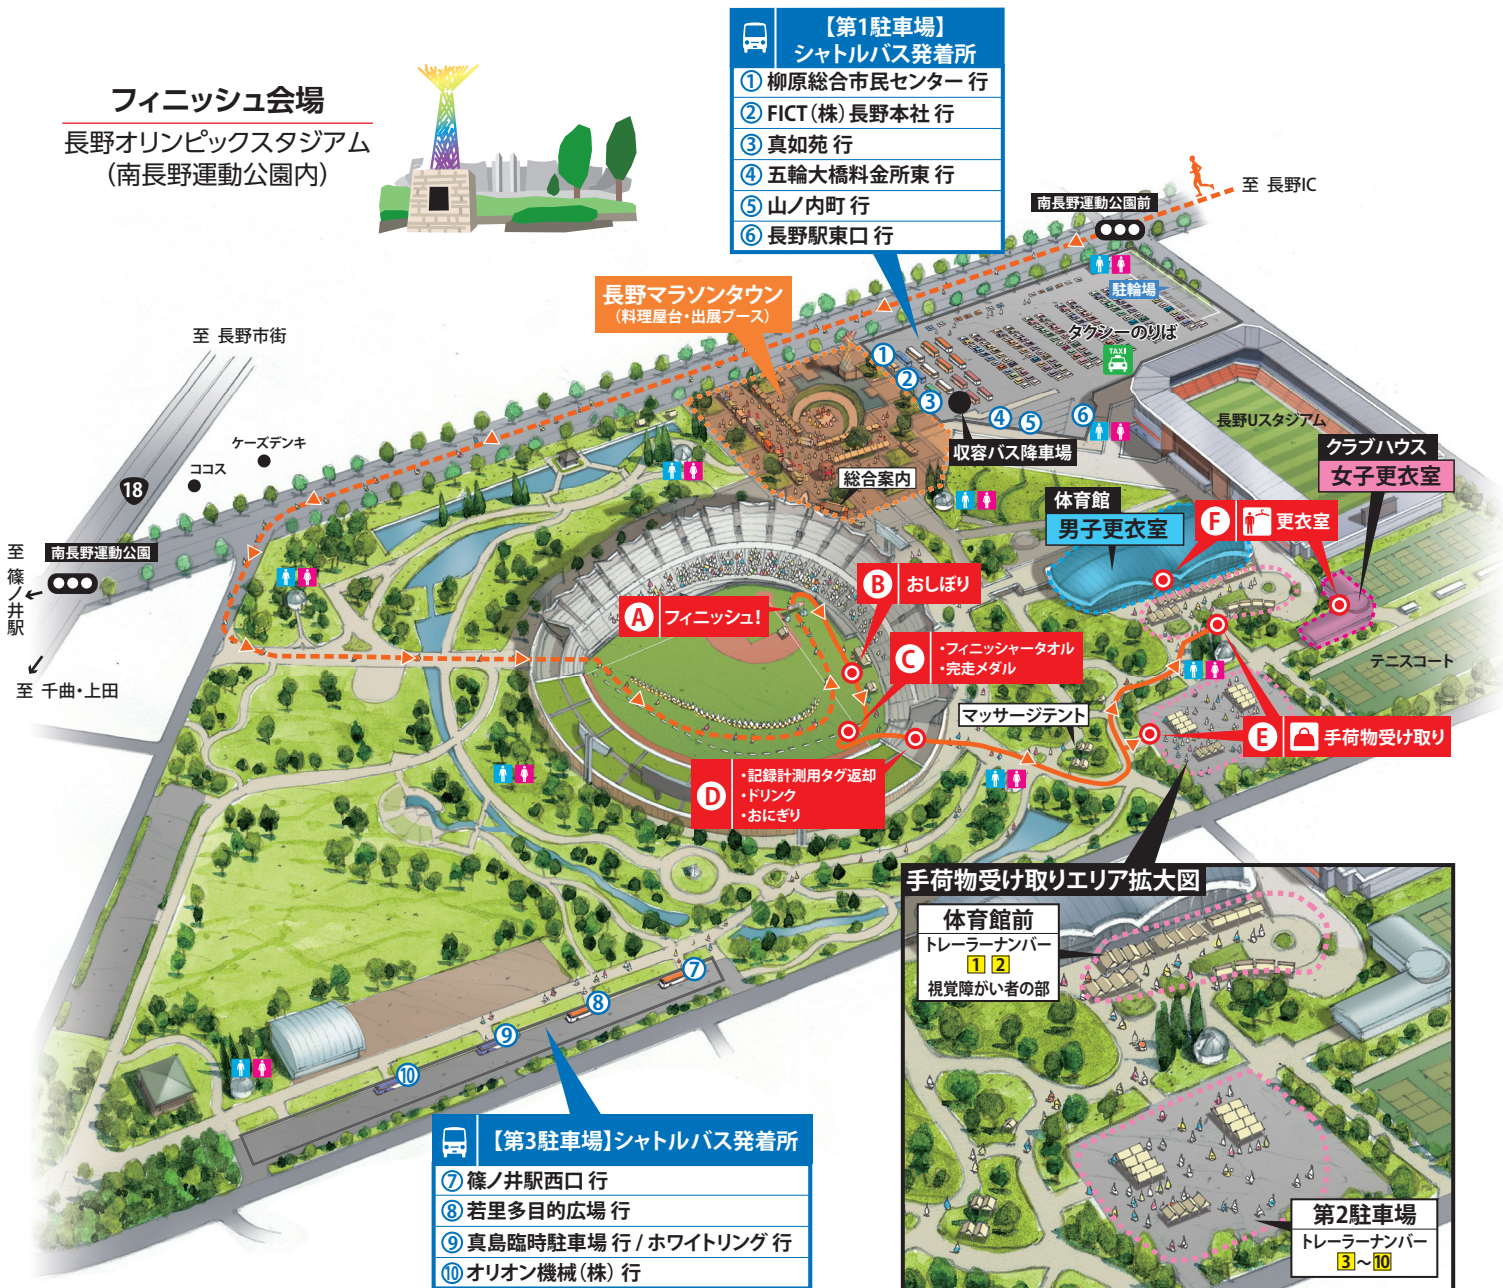 フィニッシュ会場
長野オリンピックスタジアム
(南長野運動公園内)
【第1駐車場】
シャトルバス発着所
① 柳原総合市民センター 行
② FICT(株)長野本社 行
③ 真如苑 行
④ 五輪大橋料金所東 行
⑤ 山ノ内町 行
⑥ 長野駅東口 行
至 長野IC
南長野運動公園前
駐輪場
タクシーのりば
TAXI
長野マラソンタウン
(料理屋台・出展ブース)
至 長野市街
ケーズデンキ
ココス
18
南長野運動公園
至 篠ノ井駅
至 千曲・上田
①
②
③
④
⑤
⑥
収容バス降車場
総合案内
長野Uスタジアム
クラブハウス
女子更衣室
体育館
男子更衣室
F 更衣室
A フィニッシュ!
B おしぼり
C ・フィニッシャータオル
・完走メダル
テニスコート
マッサージテント
E 手荷物受け取り
D ・記録計測用タグ返却
・ドリンク
・おにぎり
手荷物受け取りエリア拡大図
体育館前
トレーラーナンバー
1 2
視覚障がい者の部
第2駐車場
トレーラーナンバー
3~10
⑦
⑧
⑨
⑩
【第3駐車場】シャトルバス発着所
⑦ 篠ノ井駅西口 行
⑧ 若里多目的広場 行
⑨ 真島臨時駐車場 行 / ホワイトリング 行
⑩ オリオン機械(株) 行